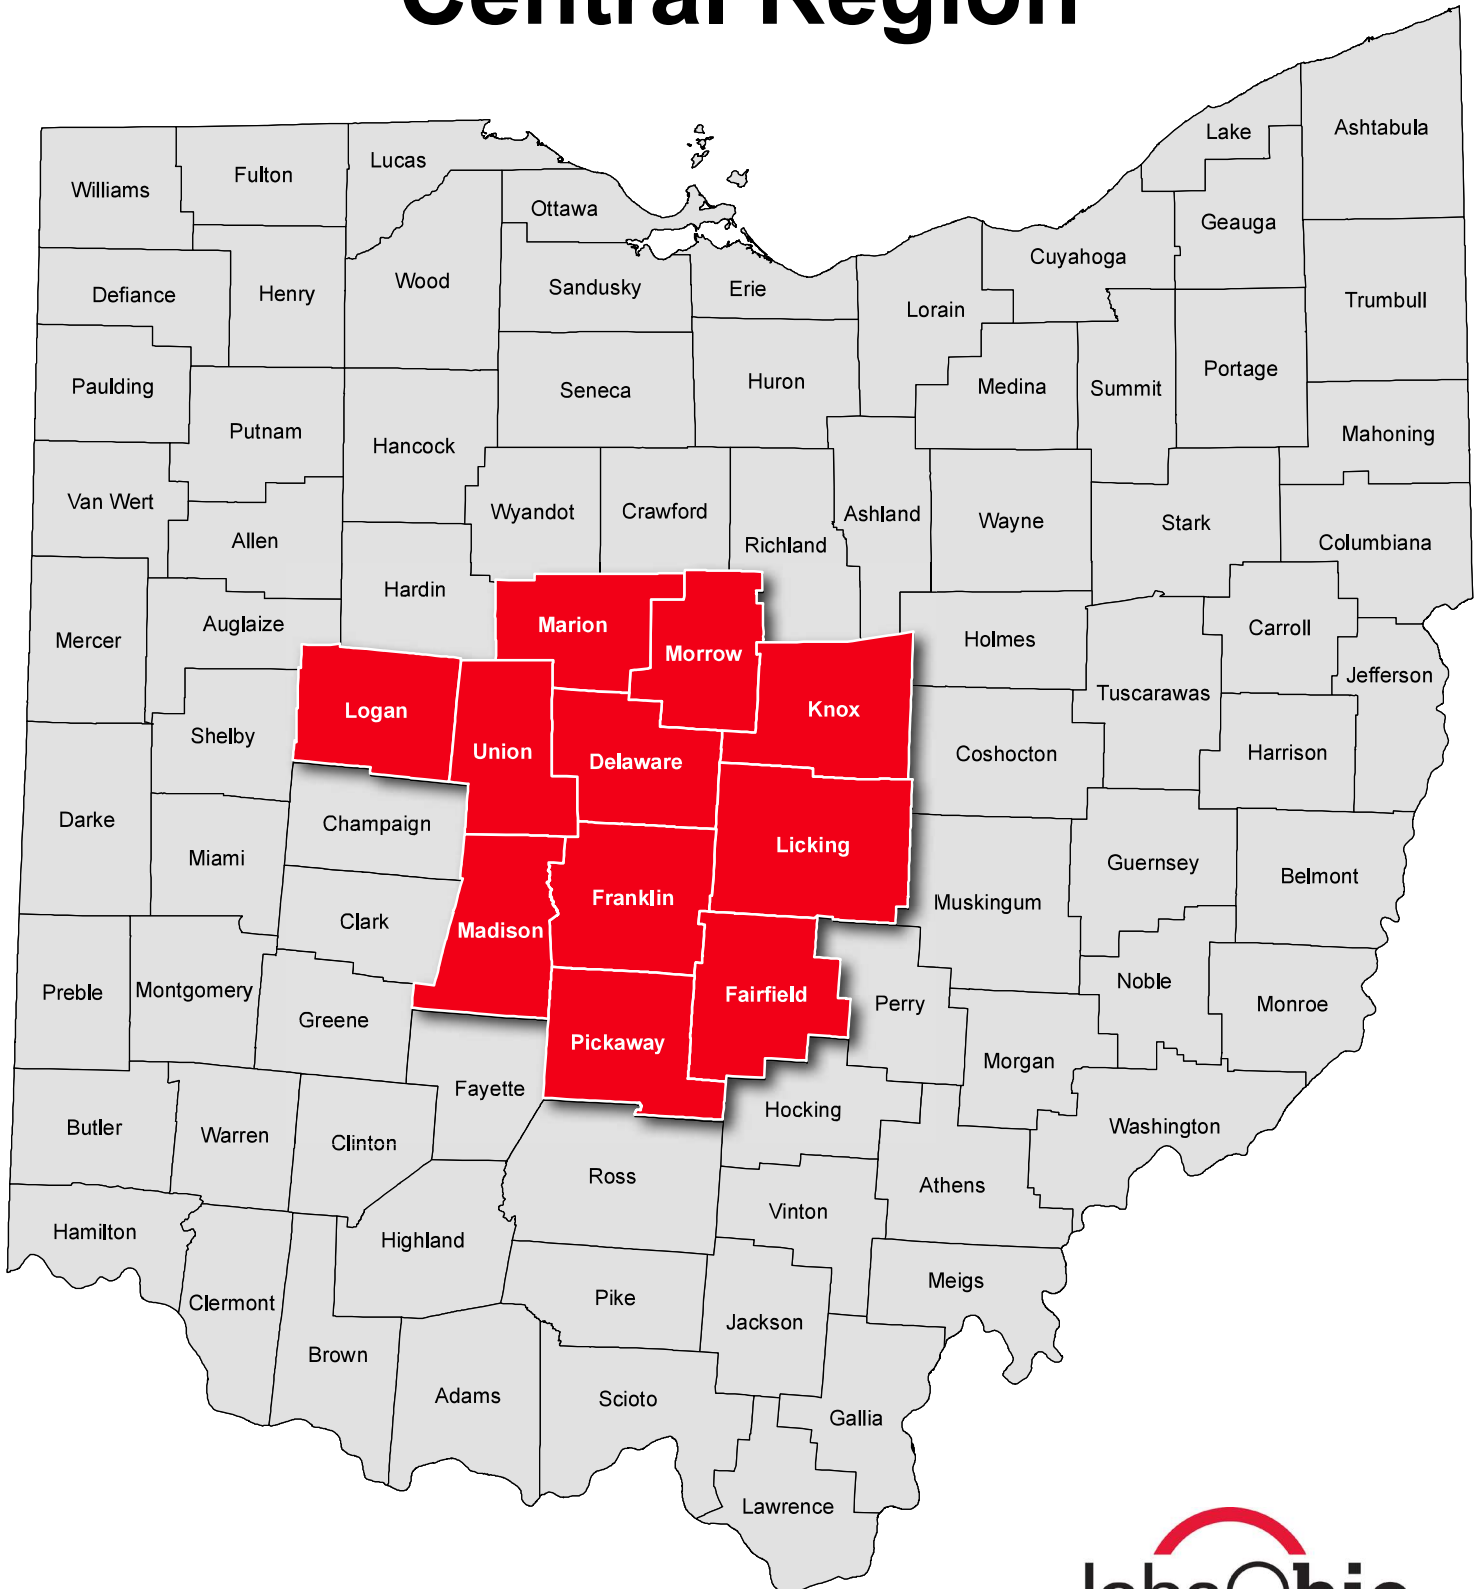 Central Region
Lake
Ashtabula
Lucas
Fulton
Williams
Ottawa
Geauga
Cuyahoga
Wood
Sandusky
Erie
Henry
Defiance
Trumbull
Lorain
Portage
Huron
Seneca
Medina
Summit
Paulding
Putnam
Mahoning
Hancock
Van Wert
Wyandot
Crawford
Ashland
Wayne
Stark
Allen
Richland
Columbiana
Hardin
Auglaize
Marion
Carroll
Mercer
Holmes
Morrow
Jefferson
Tuscarawas
Logan
Knox
Shelby
Union
Delaware
Coshocton
Harrison
Darke
Champaign
Licking
Miami
Guernsey
Belmont
Franklin
Muskingum
Clark
Madison
Noble
Preble
Montgomery
Fairfield
Perry
Monroe
Greene
Pickaway
Morgan
Fayette
Hocking
Butler
Warren
Clinton
Washington
Ross
Athens
Vinton
Hamilton
Highland
Meigs
Clermont
Pike
Jackson
Brown
Adams
Scioto
Gallia
Lawrence
JobsOhio